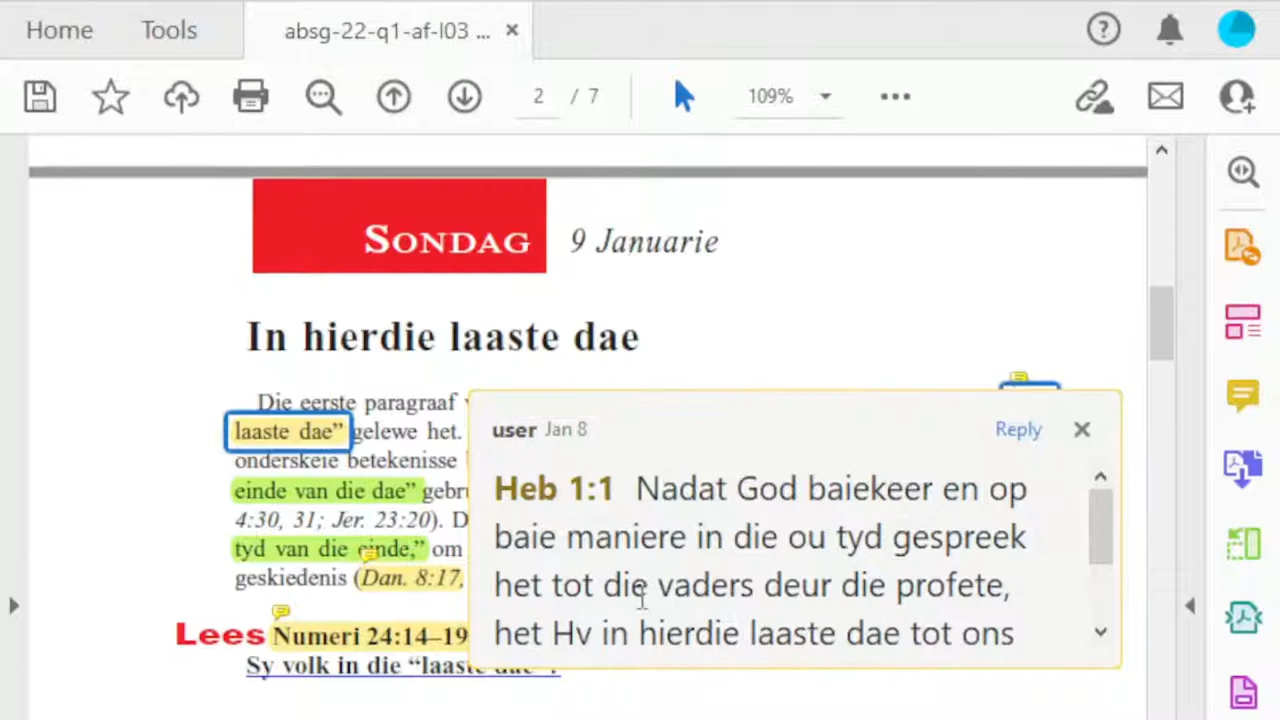 Home Tools absg-22-q1-af-l03 ...
2 / 7 109%
SONDAG 9 Januarie
In hierdie laaste dae
Die eerste paragraaf
laaste dae” gelewe het.
onderskeie betekenisse
einde van die dae” gebru
4:30, 31; Jer. 23:20). D
tyd van die einde,” om
geskiedenis (Dan. 8:17,
Lees Numeri 24:14–19
Sy volk in die “laaste dae”.
user Jan 8 Reply
Heb 1:1 Nadat God baiekeer en op
baie maniere in die ou tyd gespreek
het tot die vaders deur die profete,
het Hy in hierdie laaste dae tot ons